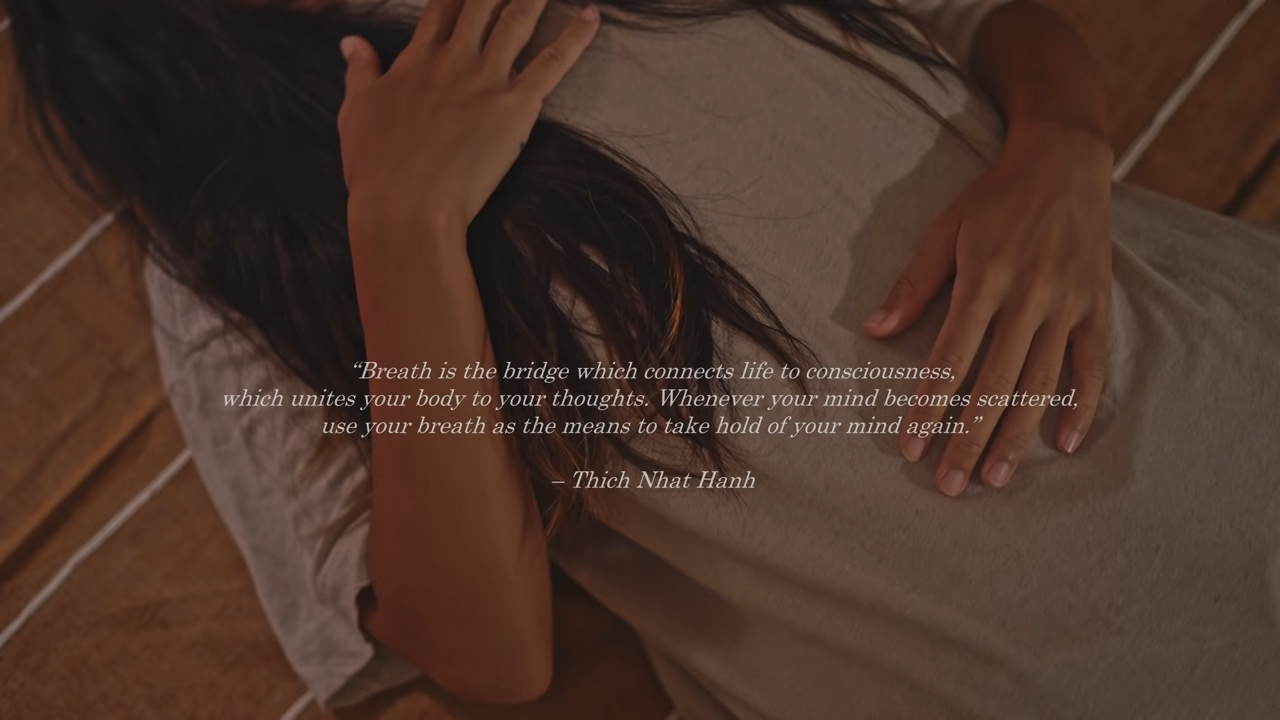 “Breath is the bridge which connects life to consciousness,
which unites your body to your thoughts. Whenever your mind becomes scattered,
use your breath as the means to take hold of your mind again.”
– Thich Nhat Hanh